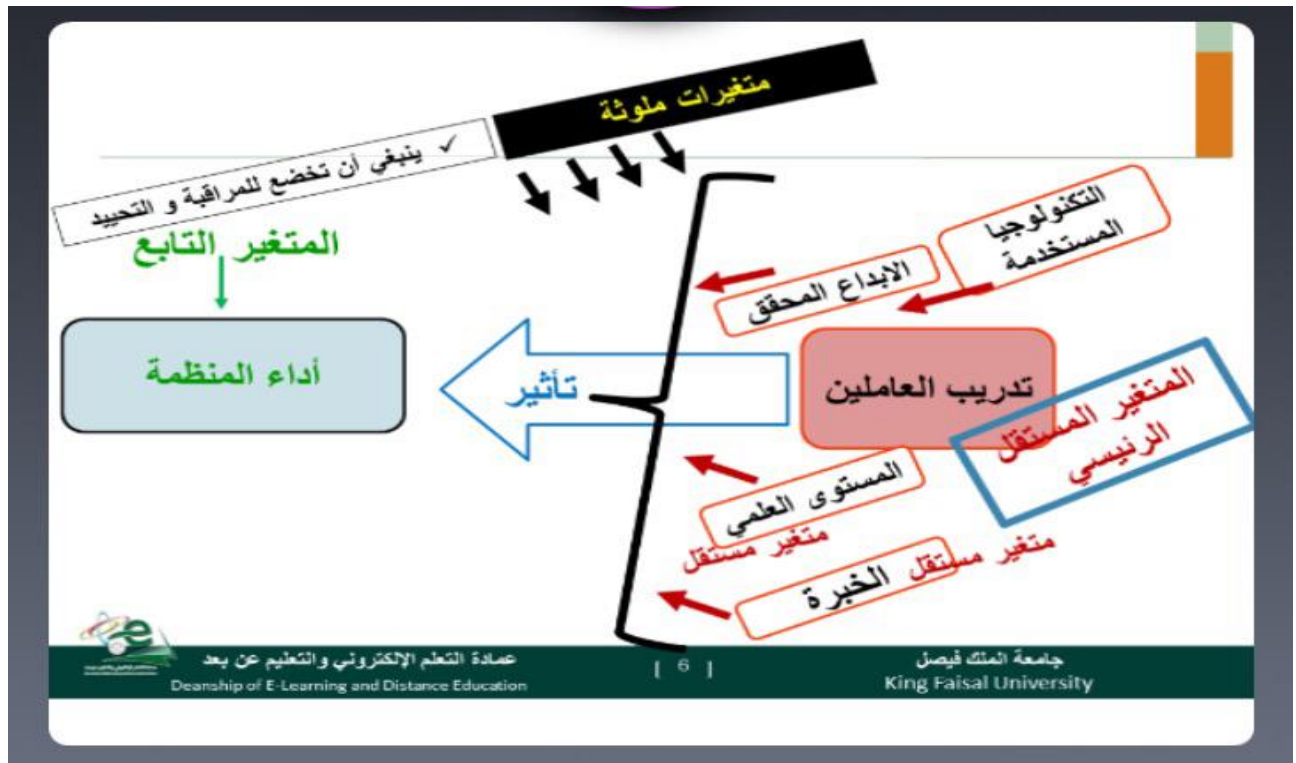 متغيرات ملوثة
✓ ينبغي أن تخضع للمراقبة و التحييد
التكنولوجيا
المستخدمة
الابداع المحقق
المتغير التابع
أداء المنظمة
تأثير
تدريب العاملين
المتغير المستقل
الرئيسي
المستوى العلمي
متغير مستقل
الخبرة
متغير مستقل
جامعة الملك فيصل
King Faisal University
[ 6 ]
عمادة التعلم الإلكتروني والتعليم عن بعد
Deanship of E-Learning and Distance Education